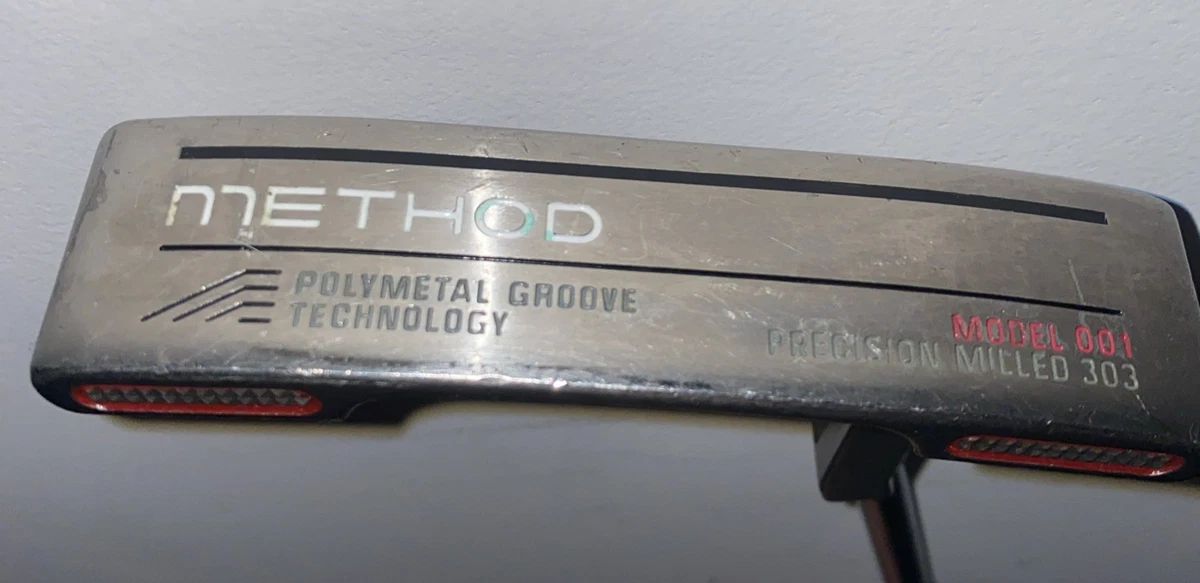 METHOD
POLYMETAL GROOVE
TECHNOLOGY
MODEL 001
PRECISION MILLED 303